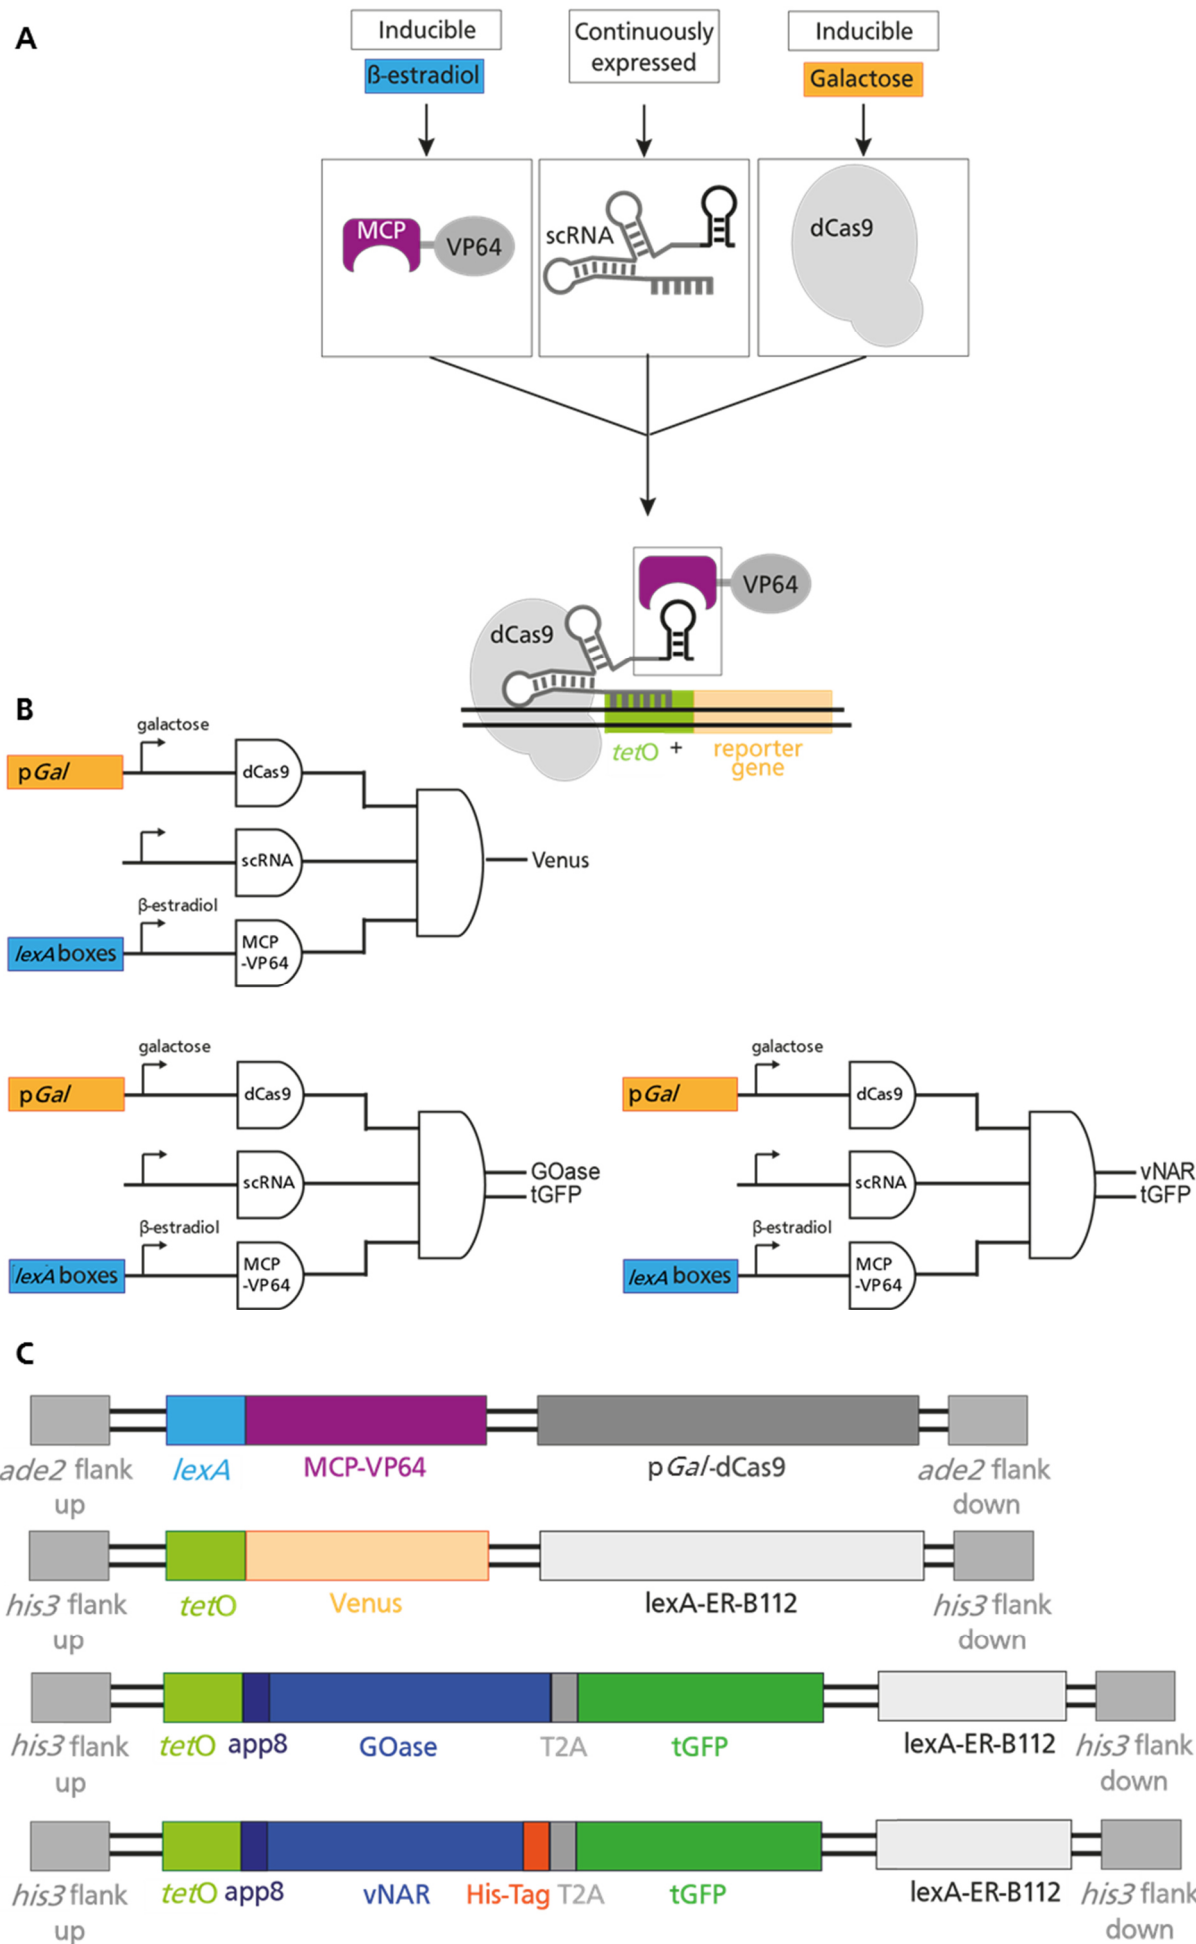 A
Inducible
ß-estradiol
Continuously
expressed
Inducible
Galactose
MCP
VP64
scRNA
dCas9
VP64
dCas9
tetO + reporter
gene
B
galactose
pGal
dCas9
scRNA
Venus
β-estradiol
lexA boxes
MCP
-VP64
galactose
pGal
dCas9
scRNA
GOase
tGFP
β-estradiol
lexA boxes
MCP
-VP64
galactose
pGal
dCas9
scRNA
vNAR
tGFP
β-estradiol
lexA boxes
MCP
-VP64
C
ade2 flank
up
lexA
MCP-VP64
pGal-dCas9
ade2 flank
down
his3 flank
up
tetO
Venus
lexA-ER-B112
his3 flank
down
his3 flank
up
tetO
app8
GOase
T2A
tGFP
lexA-ER-B112
his3 flank
down
his3 flank
up
tetO
app8
vNAR
His-Tag
T2A
tGFP
lexA-ER-B112
his3 flank
down